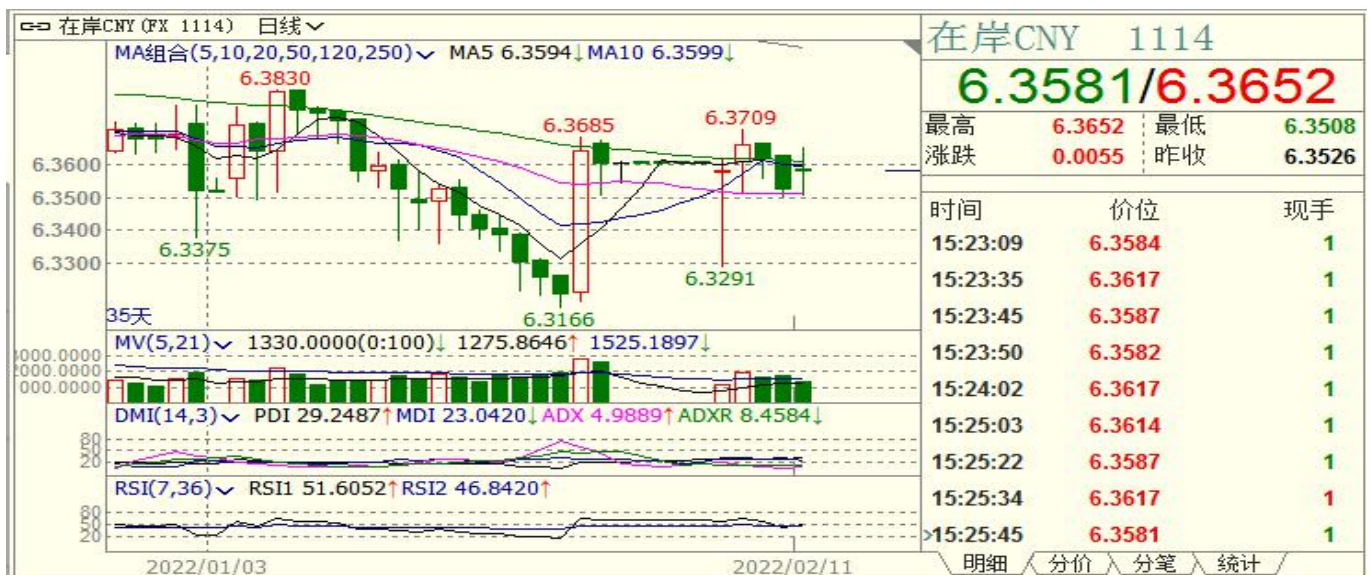 在岸CNY(FX 1114) 日线
MA组合(5,10,20,50,120,250) MA5 6.3594↓MA10 6.3599↓
6.3830
6.3685
6.3709
6.3600
6.3500
6.3400
6.3300
6.3375
6.3291
6.3166
35天
MV(5,21) 1330.0000(0:100)↓ 1275.8646↑ 1525.1897↓
000.0000
DMI(14,3) PDI 29.2487↑MDI 23.0420↓ADX 4.9889↑ADXR 8.4584↓
80
50
20
RSI(7,36) RSI1 51.6052↑RSI2 46.8420↑
80
50
20
2022/01/03 2022/02/11
在岸CNY 1114
6.3581/6.3652
最高 6.3652 最低 6.3508
涨跌 0.0055 昨收 6.3526
时间 价位 现手
15:23:09 6.3584 1
15:23:35 6.3617 1
15:23:45 6.3587 1
15:23:50 6.3582 1
15:24:02 6.3617 1
15:25:03 6.3614 1
15:25:22 6.3587 1
15:25:34 6.3617 1
>15:25:45 6.3581 1
明细 分价 分笔 统计